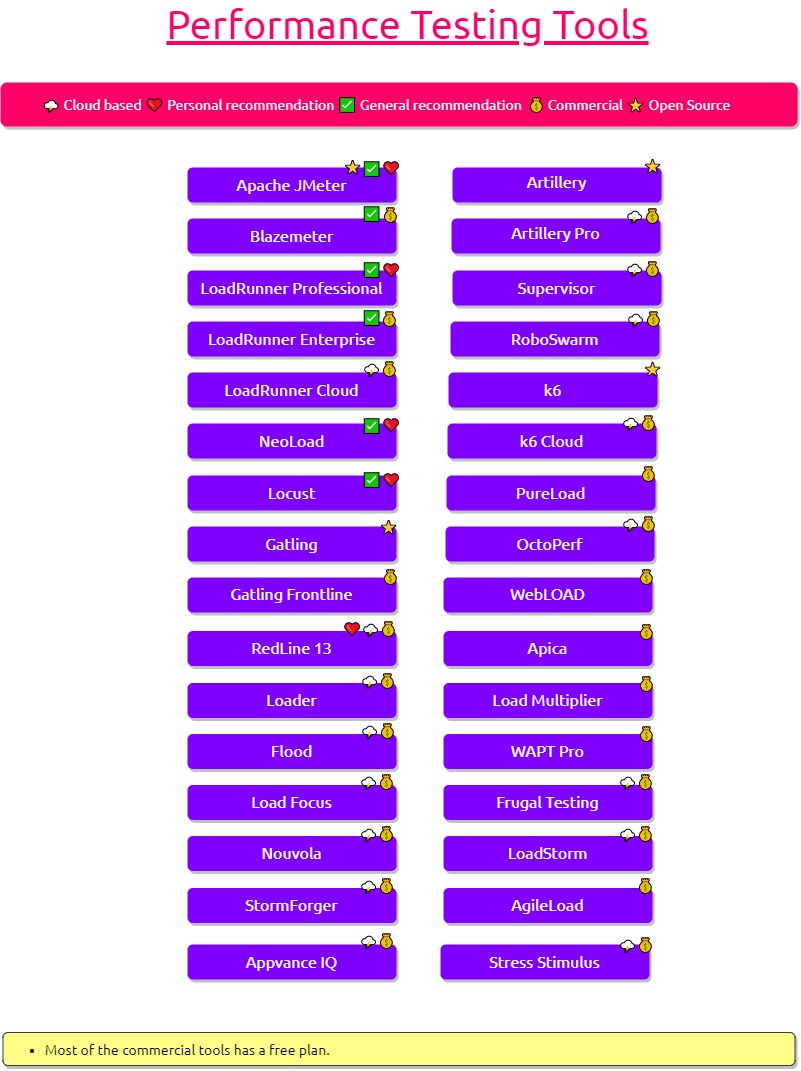 Performance Testing Tools
Cloud based Personal recommendation General recommendation Commercial Open Source
Apache JMeter
Blazemeter
LoadRunner Professional
LoadRunner Enterprise
LoadRunner Cloud
NeoLoad
Locust
Gatling
Gatling Frontline
RedLine 13
Loader
Flood
Load Focus
Nouvola
StormForger
Appvance IQ
Artillery
Artillery Pro
Supervisor
RoboSwarm
k6
k6 Cloud
PureLoad
OctoPerf
WebLOAD
Apica
Load Multiplier
WAPT Pro
Frugal Testing
LoadStorm
AgileLoad
Stress Stimulus
• Most of the commercial tools has a free plan.